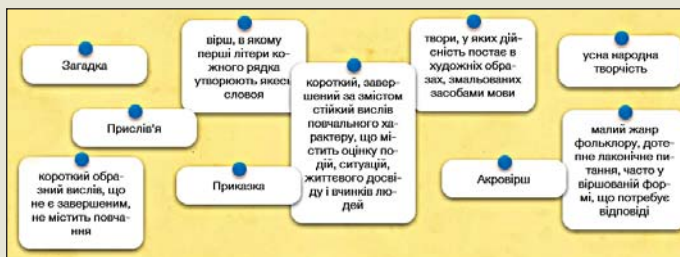 Загадка
вірш, в якому
перші літери ко-
жного рядка
утворюють якесь
словоя
твори, у яких дій-
сність постає в
художніх обра-
зах, змальованих
засобами мови
усна народна
творчість
Прислів'я
короткий, завер-
шений за змістом
стійкий вислів
повчального ха-
рактеру, що мі-
стить оцінку по-
дій, ситуацій,
життєвого досві-
ду і вчинків лю-
дей
малий жанр
фольклору, доте-
пне лаконічне пи-
тання, часто у
віршованій фор-
мі, що потребує
відповіді
короткий обра-
зний вислів, що
не є завершеним,
не містить повча-
ння
Приказка
Акровірш